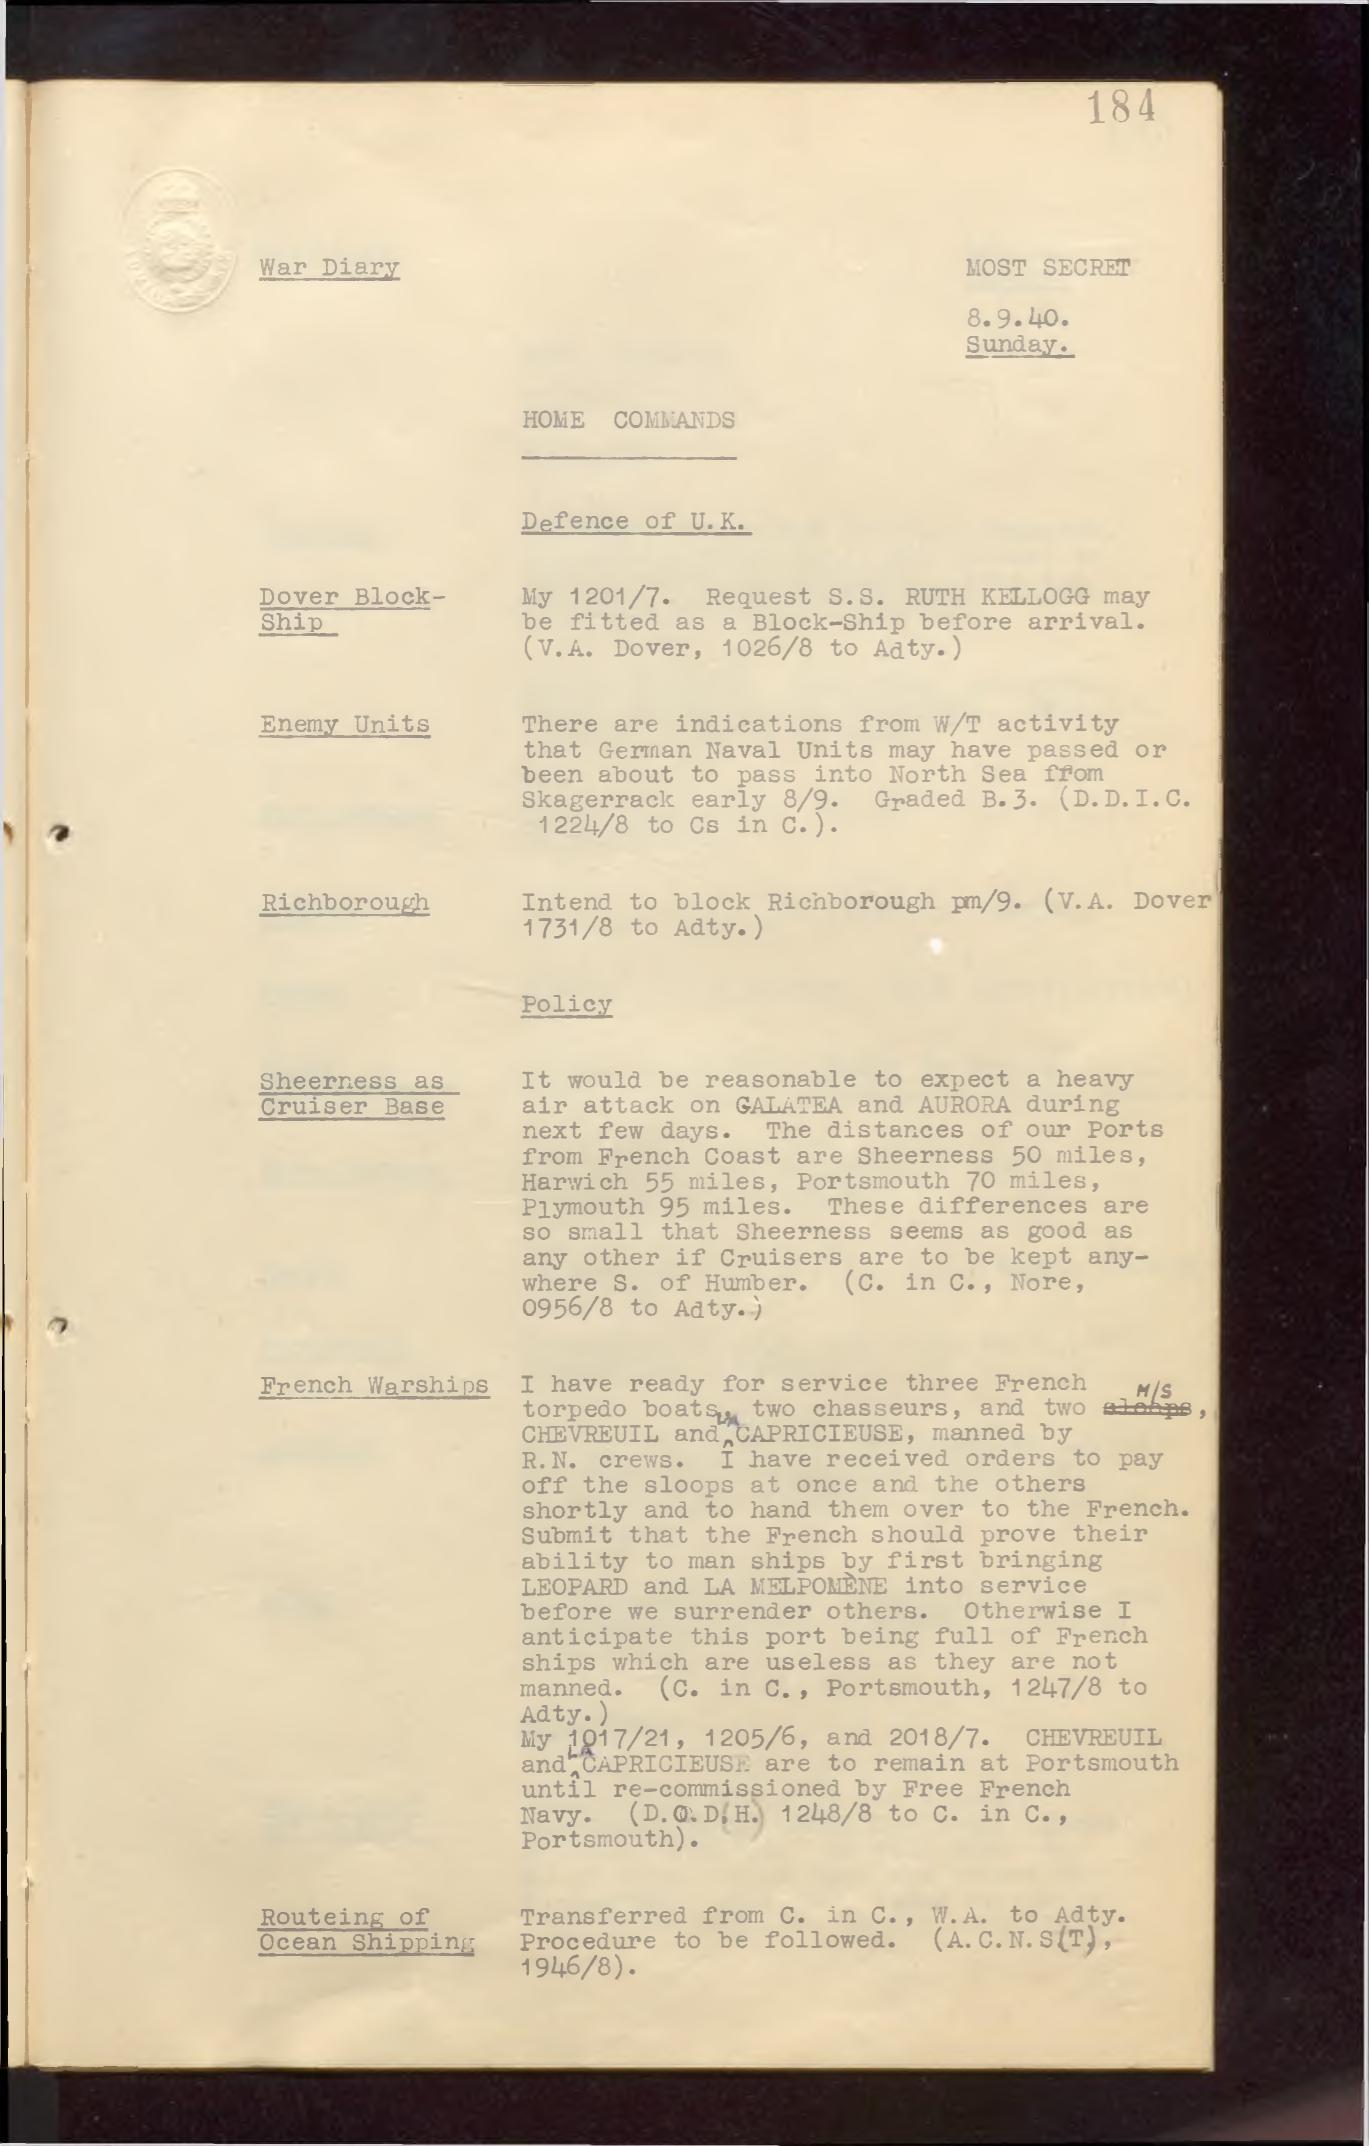 184
War Diary
MOST SECRET
8.9.40.
Sunday.
HOME COMMANDS
Defence of U.K.
Dover Block-
Ship
My 1201/7. Request S.S. RUTH KELLOGG may
be fitted as a Block-Ship before arrival.
(V.A. Dover, 1026/8 to Adty.)
Enemy Units
There are indications from W/T activity
that German Naval Units may have passed or
been about to pass into North Sea from
Skagerrack early 8/9. Graded B.3. (D.D.I.C.
1224/8 to Cs in C.).
Richborough
Intend to block Richborough pm/9. (V.A. Dover
1731/8 to Adty.)
Policy
Sheerness as
Cruiser Base
It would be reasonable to expect a heavy
air attack on GALATEA and AURORA during
next few days. The distances of our Ports
from French Coast are Sheerness 50 miles,
Harwich 55 miles, Portsmouth 70 miles,
Plymouth 95 miles. These differences are
so small that Sheerness seems as good as
any other if Cruisers are to be kept any-
where S. of Humber. (C. in C., Nore,
0956/8 to Adty.)
French Warships
I have ready for service three French
M/S
torpedo boats, two chasseurs, and two sloops,
LA
CHEVREUIL and CAPRICIEUSE, manned by
R.N. crews. I have received orders to pay
off the sloops at once and the others
shortly and to hand them over to the French.
Submit that the French should prove their
ability to man ships by first bringing
LEOPARD and LA MELPOMÈNE into service
before we surrender others. Otherwise I
anticipate this port being full of French
ships which are useless as they are not
manned. (C. in C., Portsmouth, 1247/8 to
Adty.)
My 1017/21, 1205/6, and 2018/7. CHEVREUIL
LA
and CAPRICIEUSE are to remain at Portsmouth
until re-commissioned by Free French
Navy. (D.O.D.(H.) 1248/8 to C. in C.,
Portsmouth).
Routeing of
Ocean Shipping
Transferred from C. in C., W.A. to Adty.
Procedure to be followed. (A.C.N.S(T),
1946/8).